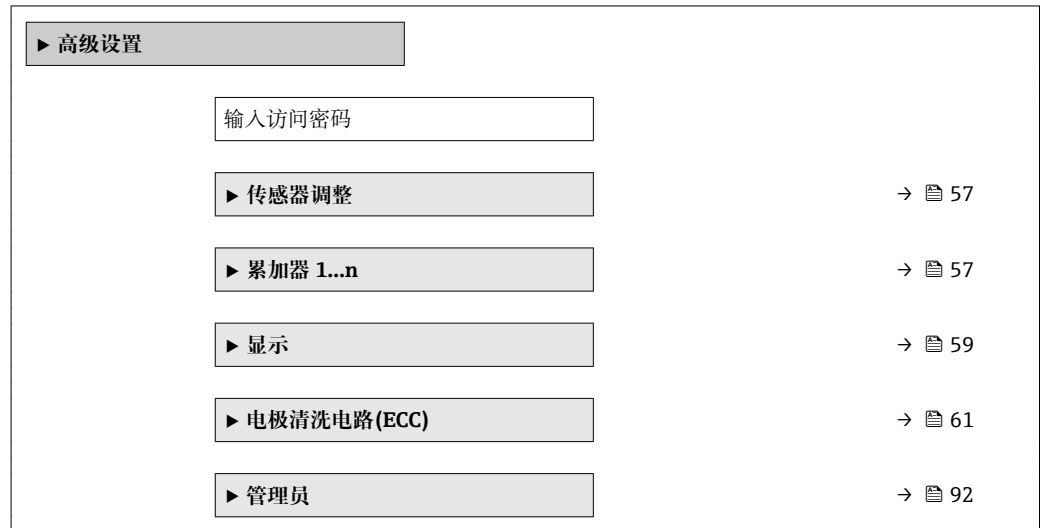 ▶ 高级设置
输入访问密码
▶ 传感器调整 → 🖹 57
▶ 累加器 1...n → 🖹 57
▶ 显示 → 🖹 59
▶ 电极清洗电路(ECC) → 🖹 61
▶ 管理员 → 🖹 92